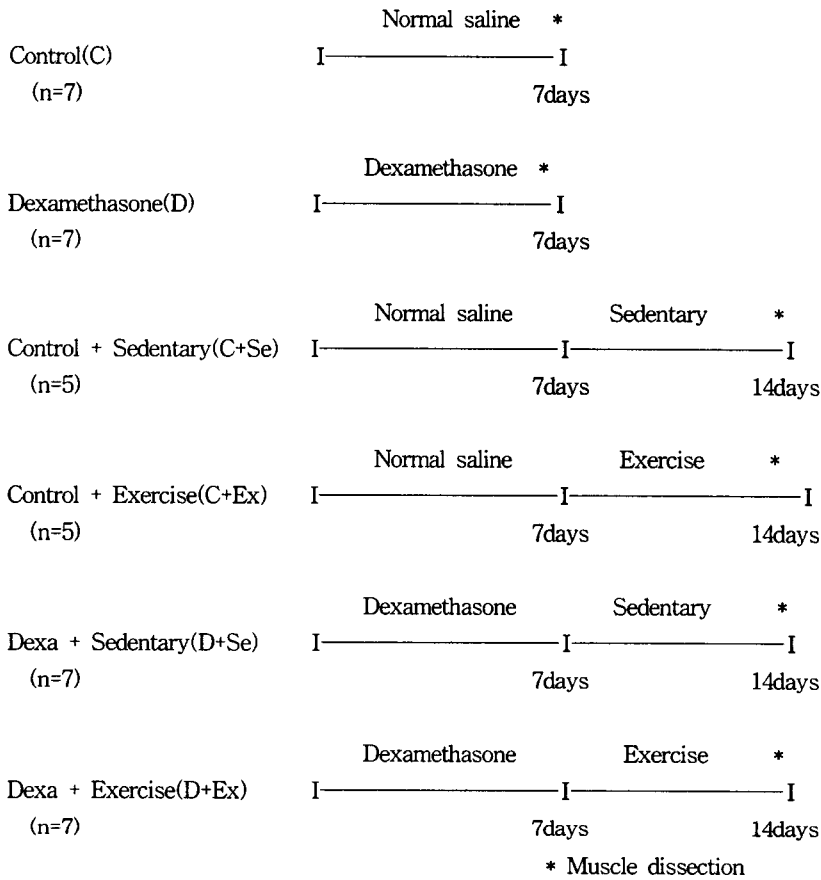 Normal saline *
Control(C) I I
(n=7) 7days
Dexamethasone *
Dexamethasone(D) I I
(n=7) 7days
Normal saline Sedentary *
Control + Sedentary(C+Se) I I I
(n=5) 7days 14days
Normal saline Exercise *
Control + Exercise(C+Ex) I I I
(n=5) 7days 14days
Dexamethasone Sedentary *
Dexa + Sedentary(D+Se) I I I
(n=7) 7days 14days
Dexamethasone Exercise *
Dexa + Exercise(D+Ex) I I I
(n=7) 7days 14days
* Muscle dissection